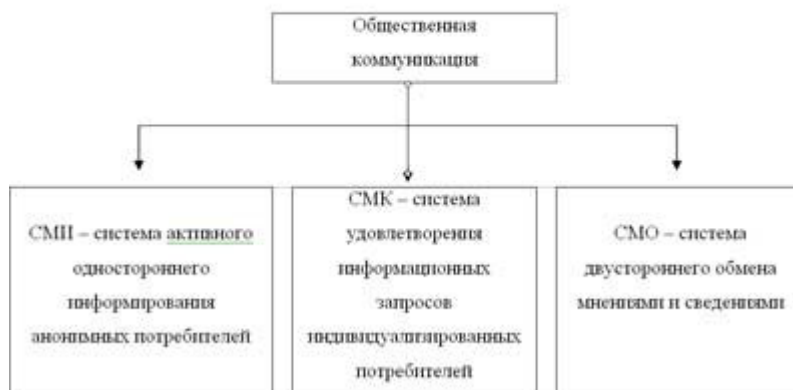 Общественная
коммуникация
СМИ – система активного
одностороннего
информирования
анонимных потребителей
СМК – система
удовлетворения
информационных
запросов
индивидуализированных
потребителей
СМО – система
двустороннего обмена
мнениями и сведениями